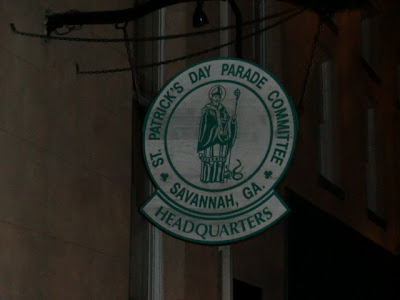 ST. PATRICK'S DAY PARADE COMMITTEE
SAVANNAH, GA.
HEADQUARTERS